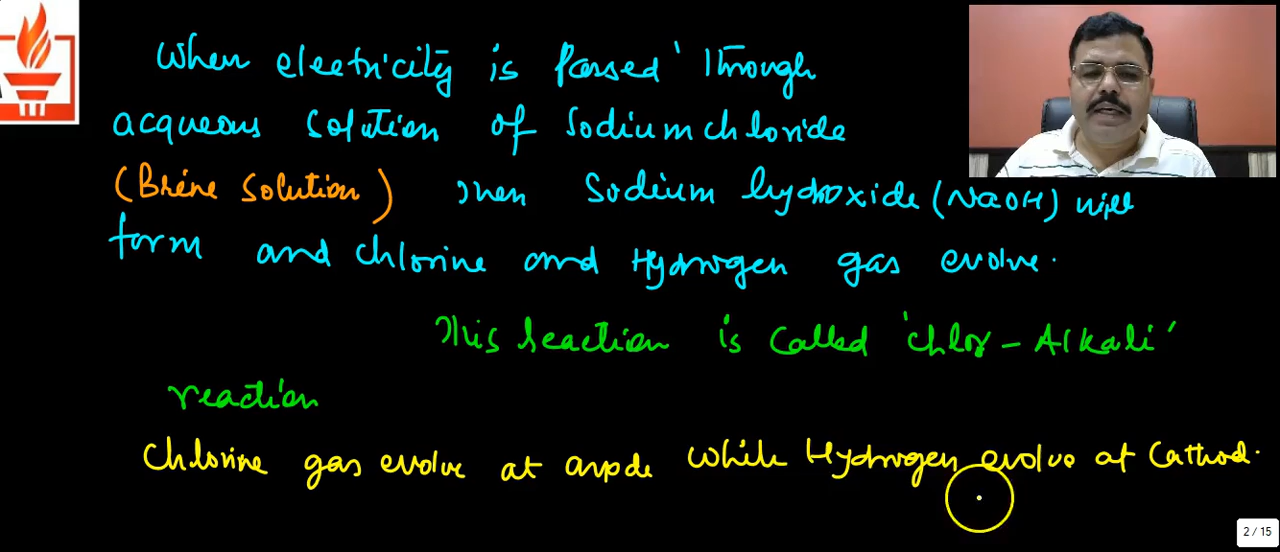 When electricity is Passed through
acqueous solution of Sodium chloride
(Brine Solution) then Sodium hydroxide (NaOH) will
form and chlorine and Hydrogen gas evolve.
This reaction is called 'chlor-Alkali'
reaction
Chlorine gas evolve at anode while Hydrogen evolve at Cathod.
2 / 15